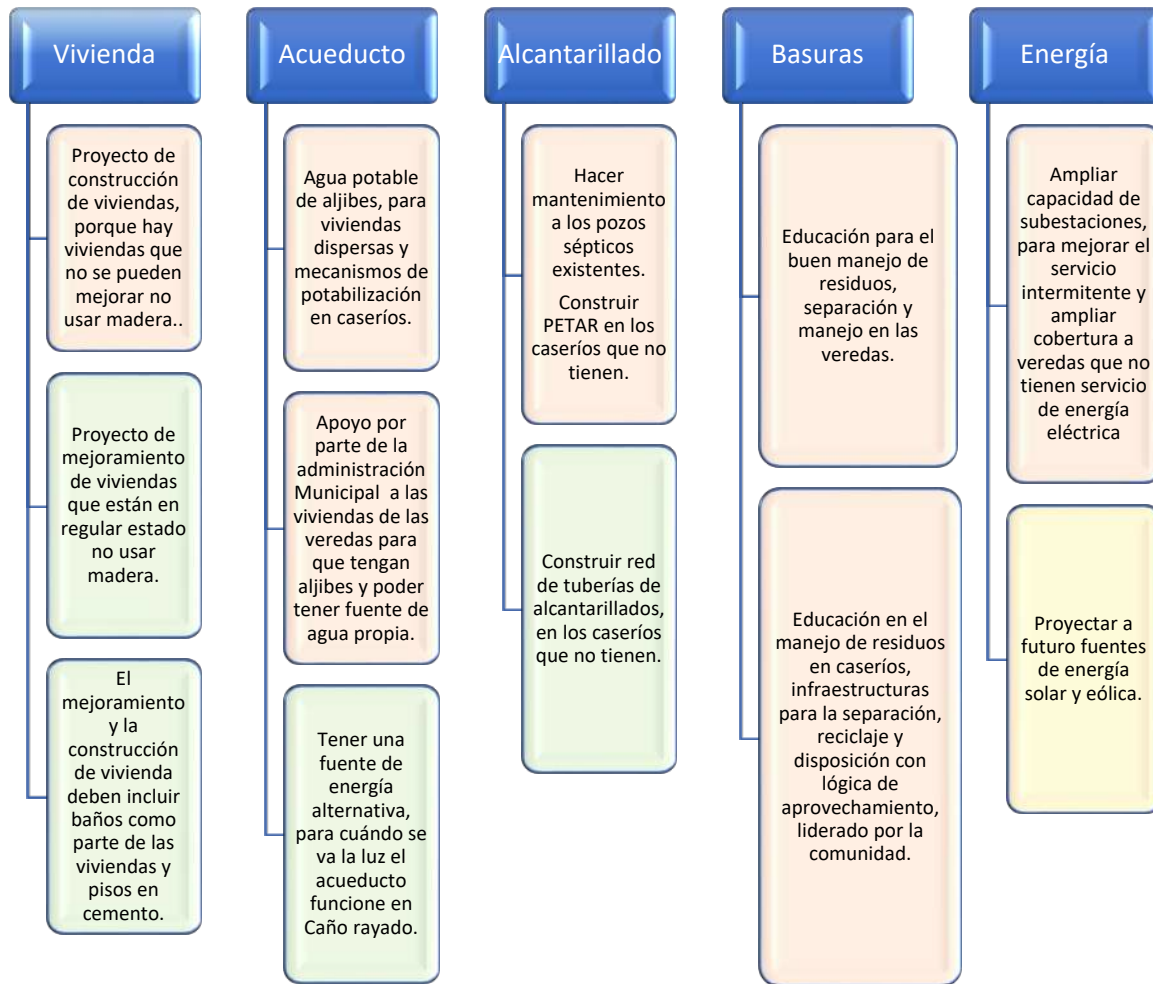 Vivienda
Proyecto de
construcción
de viviendas,
porque hay
viviendas que
no se pueden
mejorar no
usar madera..
Proyecto de
mejoramiento
de viviendas
que están en
regular estado
no usar
madera.
El
mejoramiento
y la
construcción
de vivienda
deben incluir
baños como
parte de las
viviendas y
pisos en
cemento.
Acueducto
Agua potable
de aljibes, para
viviendas
dispersas y
mecanismos de
potabilización
en caseríos.
Apoyo por
parte de la
administración
Municipal a las
viviendas de las
veredas para
que tengan
aljibes y poder
tener fuente de
agua propia.
Tener una
fuente de
energía
alternativa,
para cuándo se
va la luz el
acueducto
funcione en
Caño rayado.
Alcantarillado
Hacer
mantenimiento
a los pozos
sépticos
existentes.
Construir
PETAR en los
caseríos que no
tienen.
Construir red
de tuberías de
alcantarillados,
en los caseríos
que no tienen.
Basuras
Educación para el
buen manejo de
residuos,
separación y
manejo en las
veredas.
Educación en el
manejo de residuos
en caseríos,
infraestructuras
para la separación,
reciclaje y
disposición con
lógica de
aprovechamiento,
liderado por la
comunidad.
Energía
Ampliar
capacidad de
subestaciones,
para mejorar el
servicio
intermitente y
ampliar
cobertura a
veredas que no
tienen servicio
de energía
eléctrica
Proyectar a
futuro fuentes
de energía
solar y eólica.